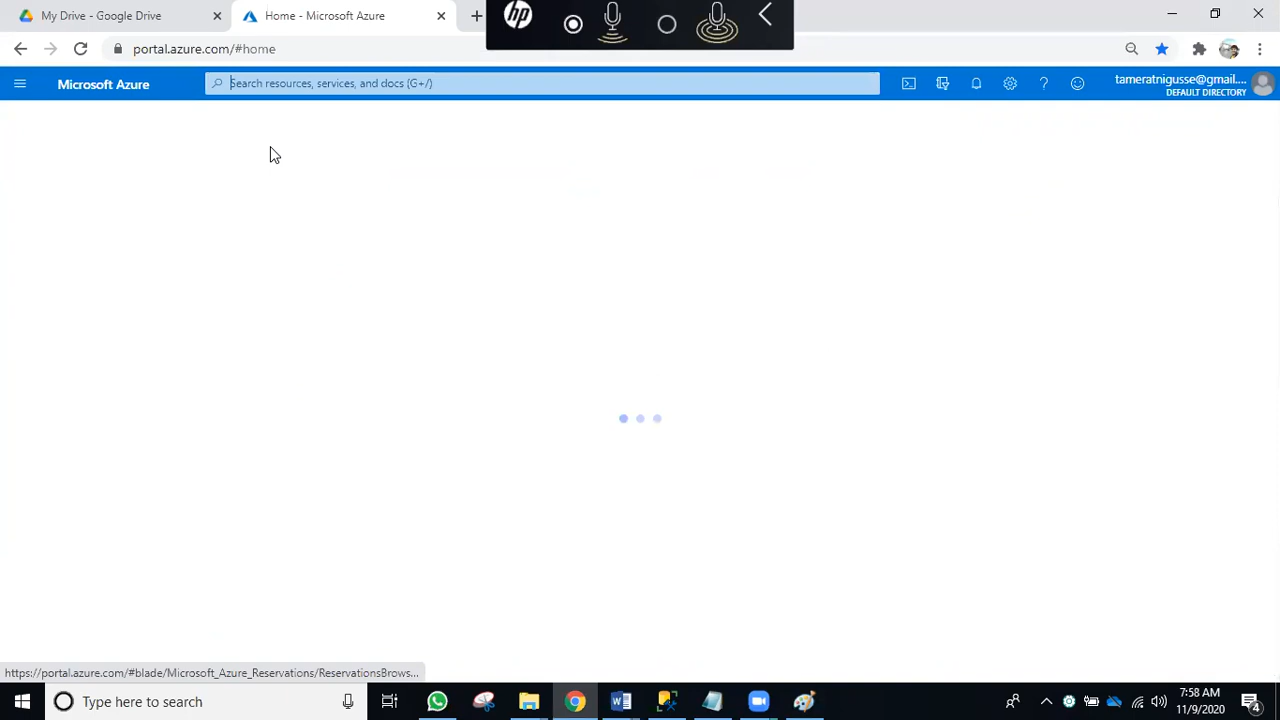 My Drive - Google Drive
Home - Microsoft Azure
hp
portal.azure.com/#home
Microsoft Azure
Search resources, services, and docs (G+/)
tameratnigusse@gmail....
DEFAULT DIRECTORY
https://portal.azure.com/#blade/Microsoft_Azure_Reservations/ReservationsBrows...
Type here to search
7:58 AM
11/9/2020
4